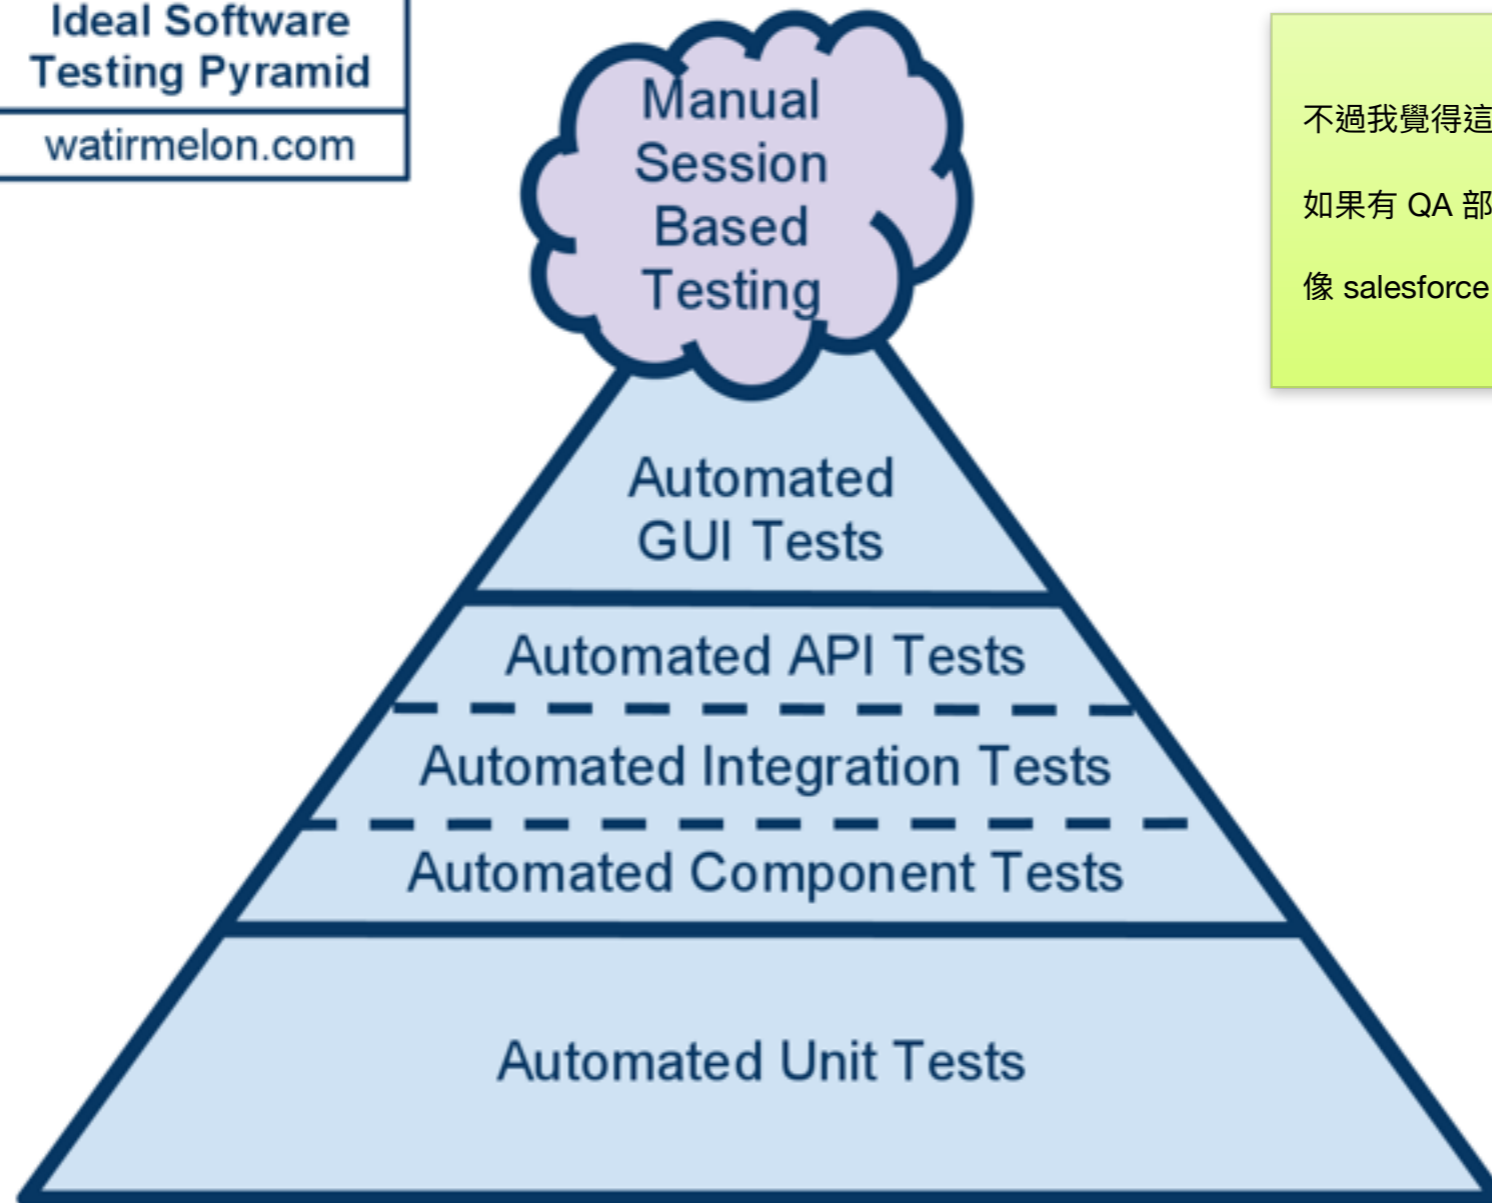 Ideal Software
Testing Pyramid
watirmelon.com
Manual
Session
Based
Testing
不過我覺得這
如果有 QA 部
像 salesforce
Automated
GUI Tests
Automated API Tests
Automated Integration Tests
Automated Component Tests
Automated Unit Tests